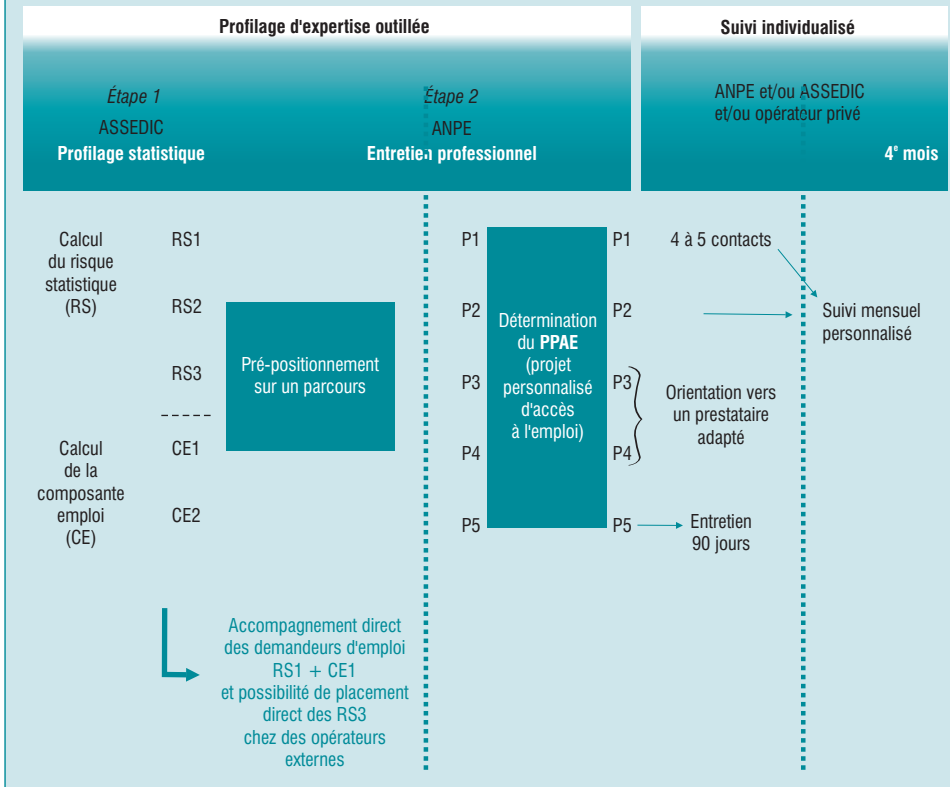 Profilage d'expertise outillée
Suivi individualisé
Étape 1
ASSEDIC
Profilage statistique
Étape 2
ANPE
Entretien professionnel
ANPE et/ou ASSEDIC
et/ou opérateur privé
4e mois
Calcul
du risque
statistique
(RS)
RS1
RS2
RS3
Calcul
de la
composante
emploi
(CE)
CE1
CE2
Pré-positionnement
sur un parcours
P1
P2
P3
P4
P5
Détermination
du PPAE
(projet
personnalisé
d'accès
à l'emploi)
P1
P2
P3
P4
P5
4 à 5 contacts
Suivi mensuel
personnalisé
Orientation vers
un prestataire
adapté
Entretien
90 jours
Accompagnement direct
des demandeurs d'emploi
RS1 + CE1
et possibilité de placement
direct des RS3
chez des opérateurs
externes